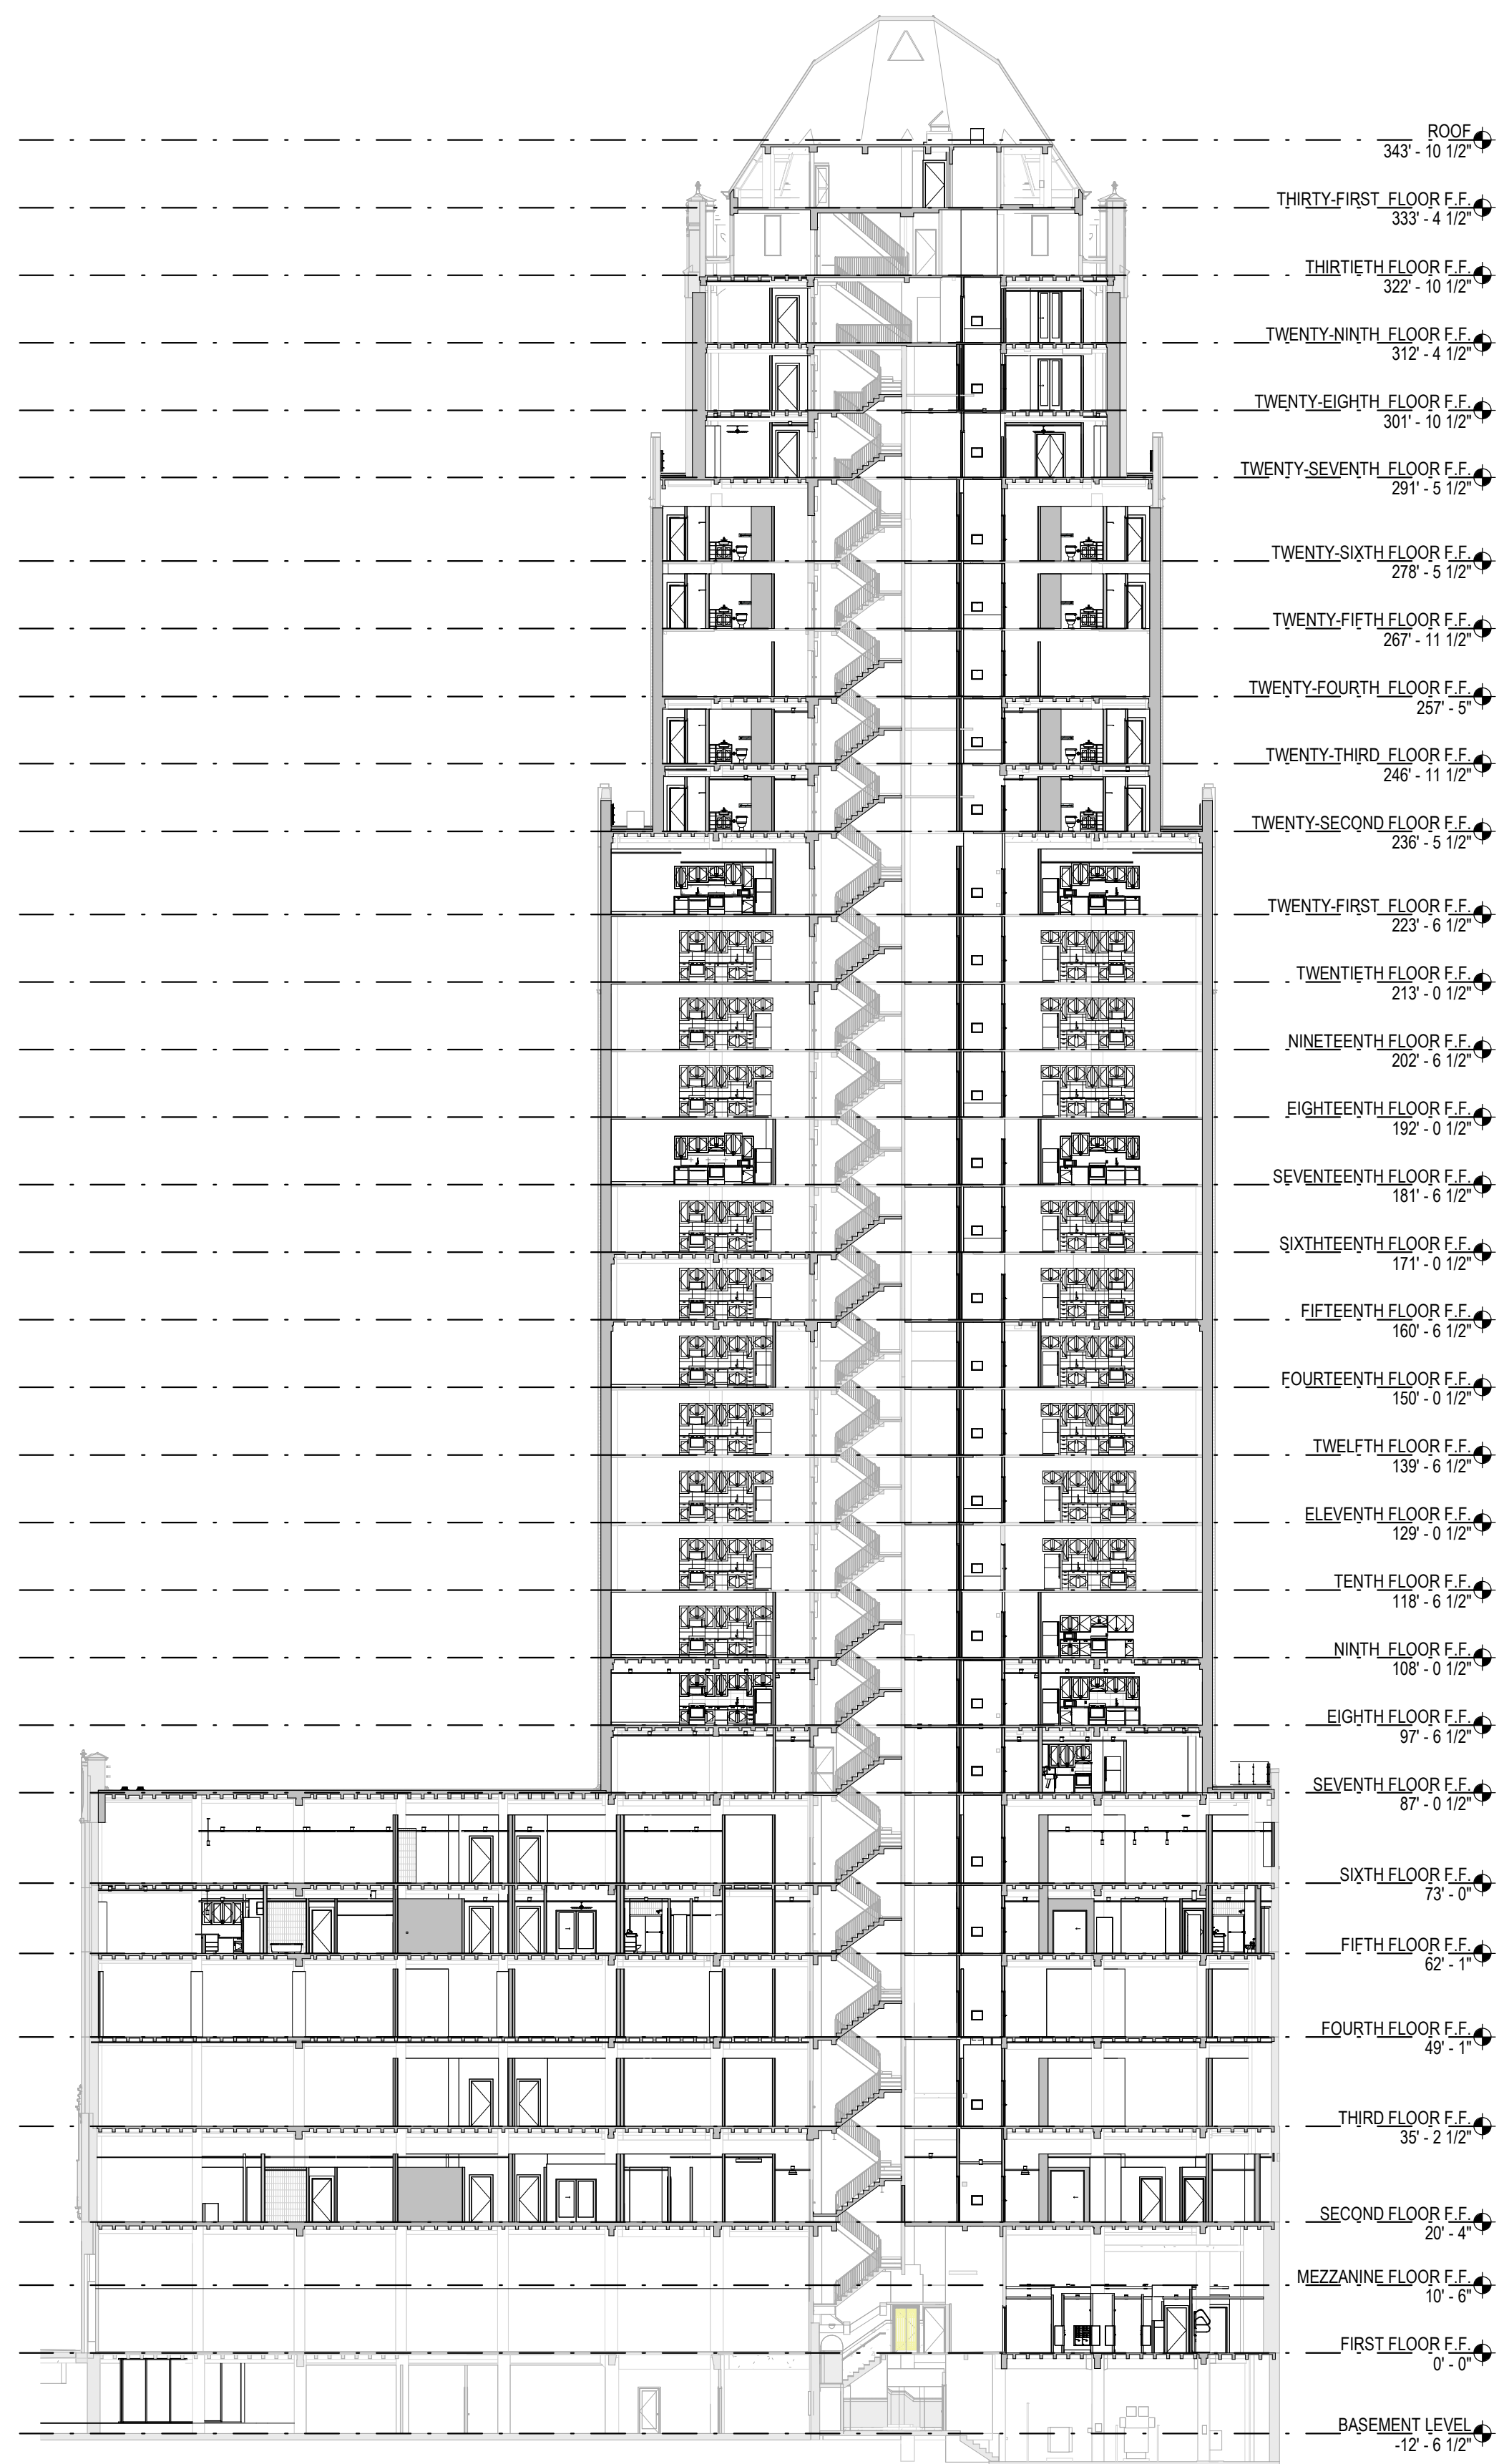 ROOF
343' - 10 1/2"
THIRTY-FIRST FLOOR F.F.
333' - 4 1/2"
THIRTIETH FLOOR F.F.
322' - 10 1/2"
TWENTY-NINTH FLOOR F.F.
312' - 4 1/2"
TWENTY-EIGHTH FLOOR F.F.
301' - 10 1/2"
TWENTY-SEVENTH FLOOR F.F.
291' - 5 1/2"
TWENTY-SIXTH FLOOR F.F.
278' - 5 1/2"
TWENTY-FIFTH FLOOR F.F.
267' - 11 1/2"
TWENTY-FOURTH FLOOR F.F.
257' - 5"
TWENTY-THIRD FLOOR F.F.
246' - 11 1/2"
TWENTY-SECOND FLOOR F.F.
236' - 5 1/2"
TWENTY-FIRST FLOOR F.F.
223' - 6 1/2"
TWENTIETH FLOOR F.F.
213' - 0 1/2"
NINETEENTH FLOOR F.F.
202' - 6 1/2"
EIGHTEENTH FLOOR F.F.
192' - 0 1/2"
SEVENTEENTH FLOOR F.F.
181' - 6 1/2"
SIXTHTEENTH FLOOR F.F.
171' - 0 1/2"
FIFTEENTH FLOOR F.F.
160' - 6 1/2"
FOURTEENTH FLOOR F.F.
150' - 0 1/2"
TWELFTH FLOOR F.F.
139' - 6 1/2"
ELEVENTH FLOOR F.F.
129' - 0 1/2"
TENTH FLOOR F.F.
118' - 6 1/2"
NINTH FLOOR F.F.
108' - 0 1/2"
EIGHTH FLOOR F.F.
97' - 6 1/2"
SEVENTH FLOOR F.F.
87' - 0 1/2"
SIXTH FLOOR F.F.
73' - 0"
FIFTH FLOOR F.F.
62' - 1"
FOURTH FLOOR F.F.
49' - 1"
THIRD FLOOR F.F.
35' - 2 1/2"
SECOND FLOOR F.F.
20' - 4"
MEZZANINE FLOOR F.F.
10' - 6"
FIRST FLOOR F.F.
0' - 0"
BASEMENT LEVEL
-12' - 6 1/2"